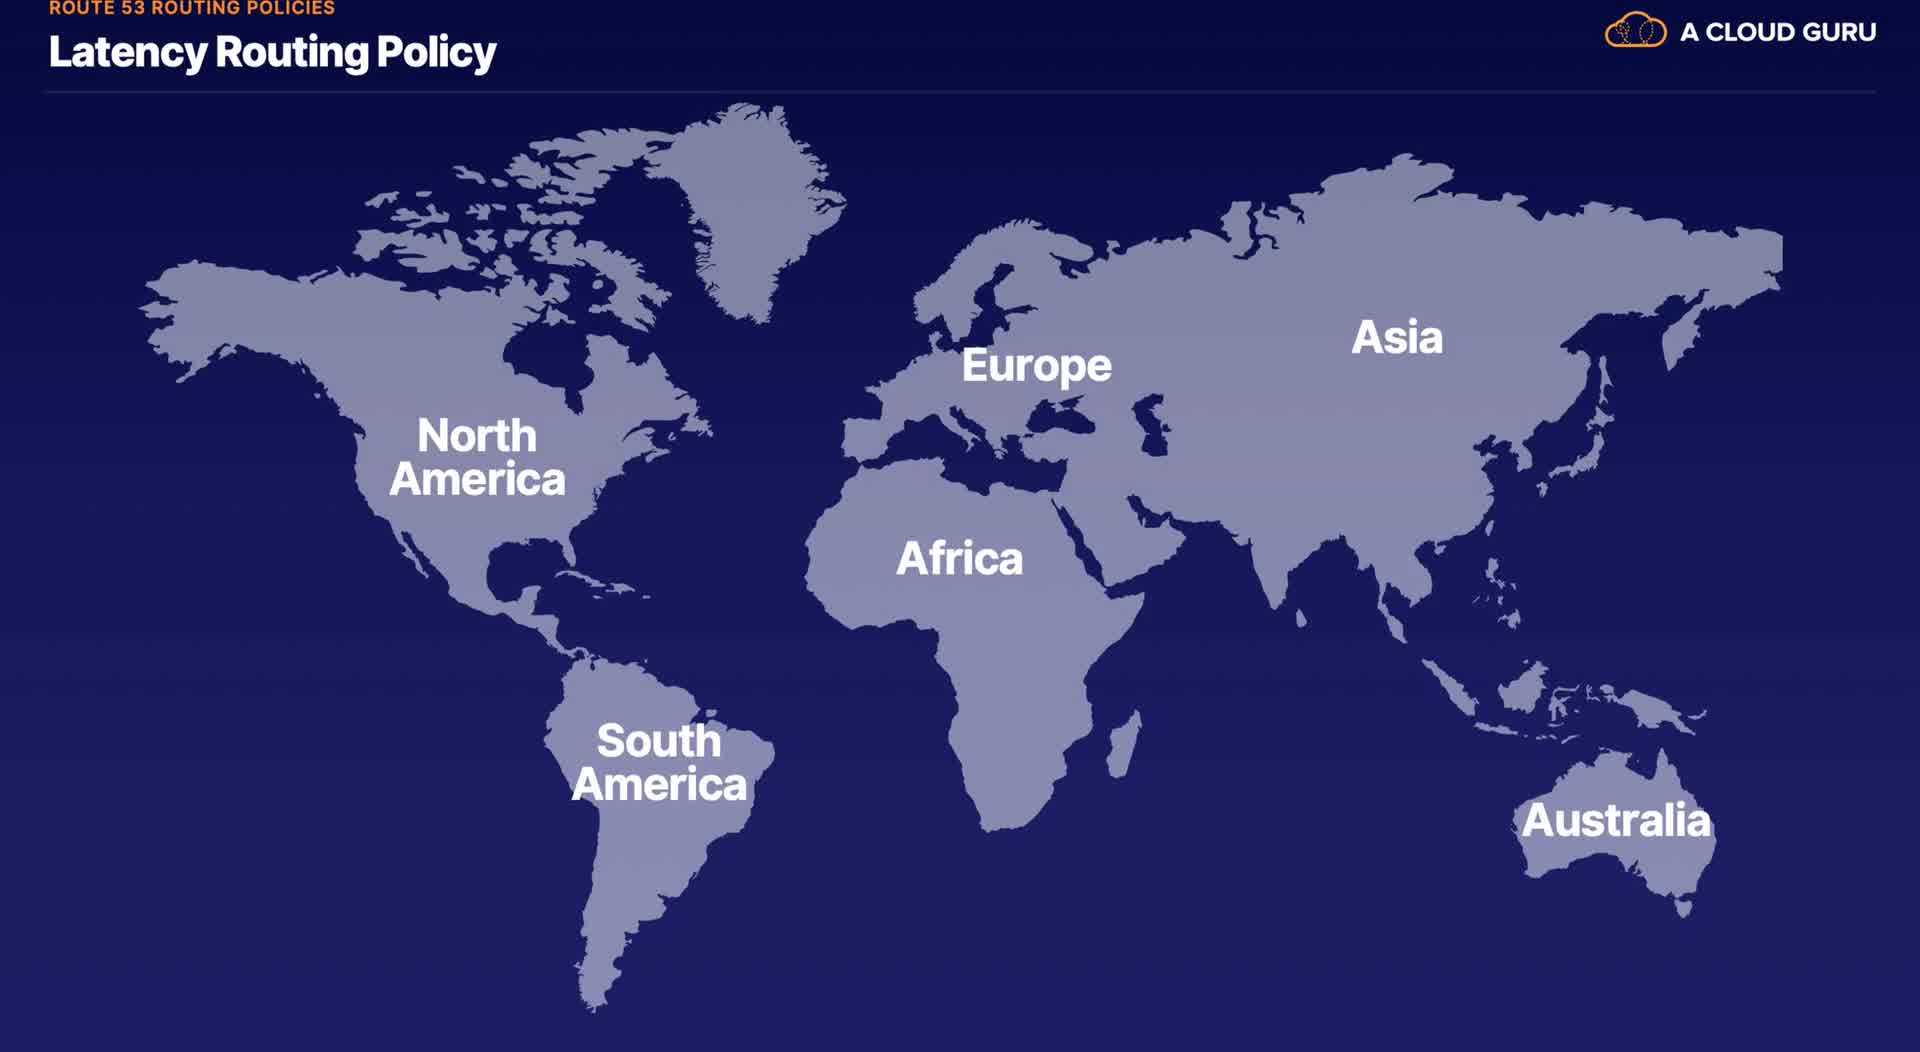 ROUTE 53 ROUTING POLICIES
Latency Routing Policy
A CLOUD GURU
Asia
Europe
North
America
Africa
South
America
Australia